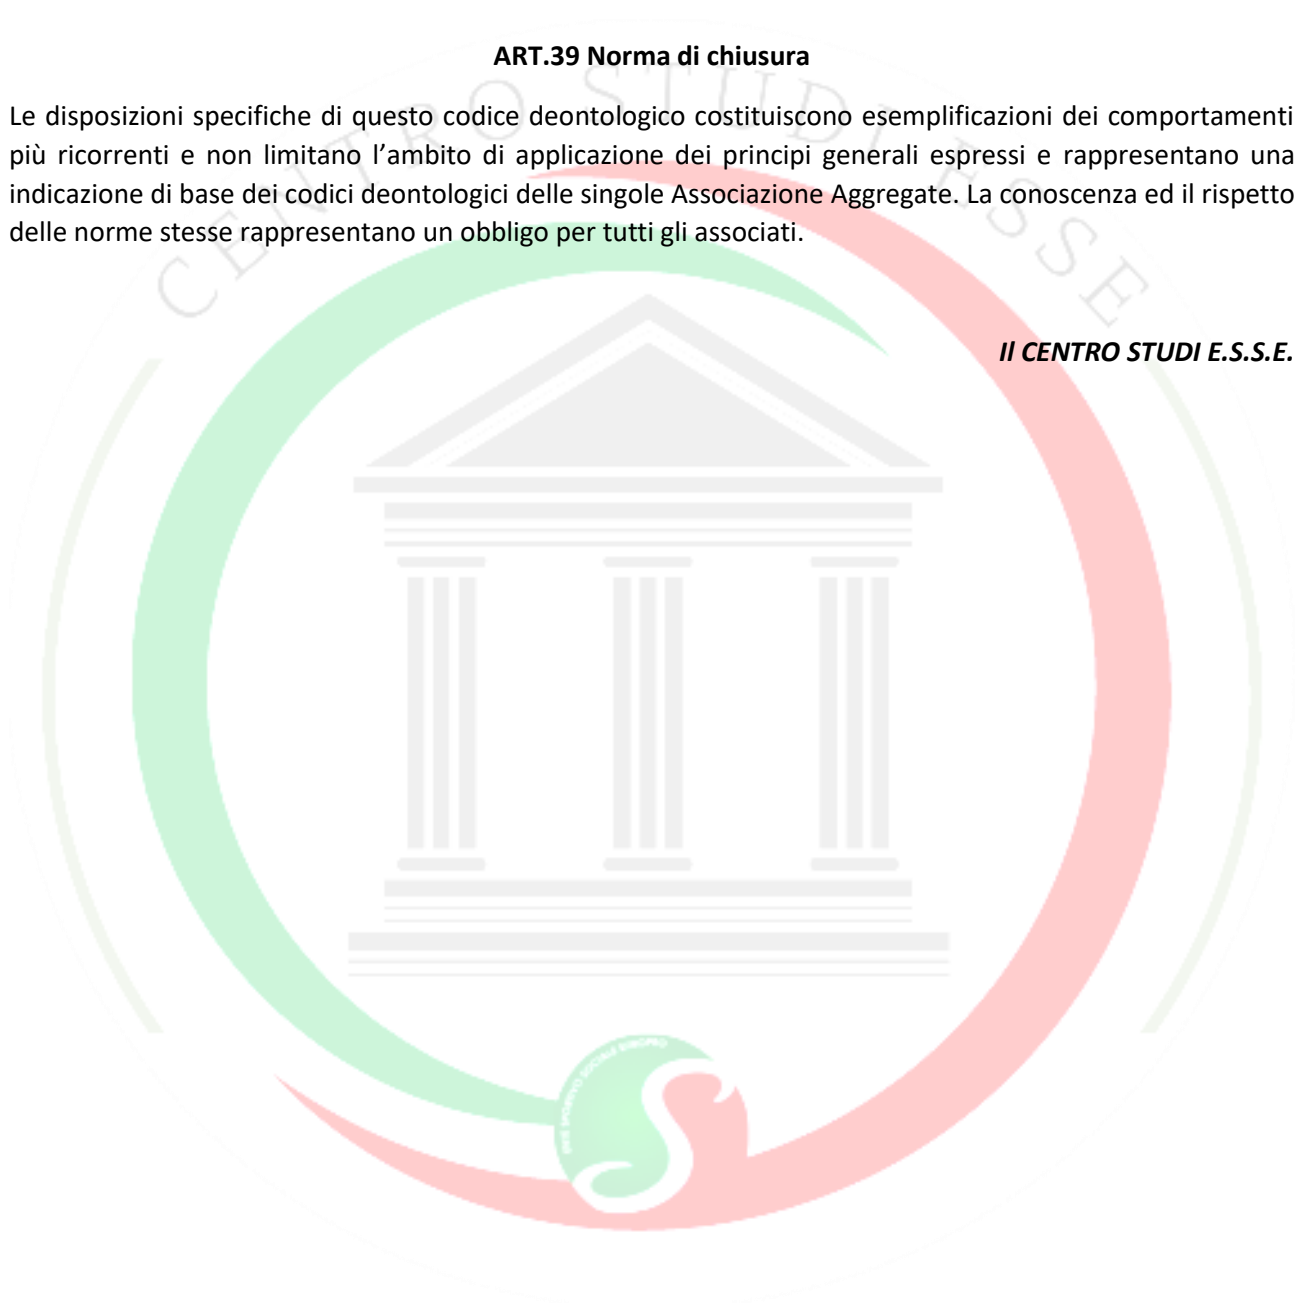 ART.39 Norma di chiusura
Le disposizioni specifiche di questo codice deontologico costituiscono esemplificazioni dei comportamenti
più ricorrenti e non limitano l’ambito di applicazione dei principi generali espressi e rappresentano una
indicazione di base dei codici deontologici delle singole Associazione Aggregate. La conoscenza ed il rispetto
delle norme stesse rappresentano un obbligo per tutti gli associati.
CENTRO STUDI ESSE
Il CENTRO STUDI E.S.S.E.